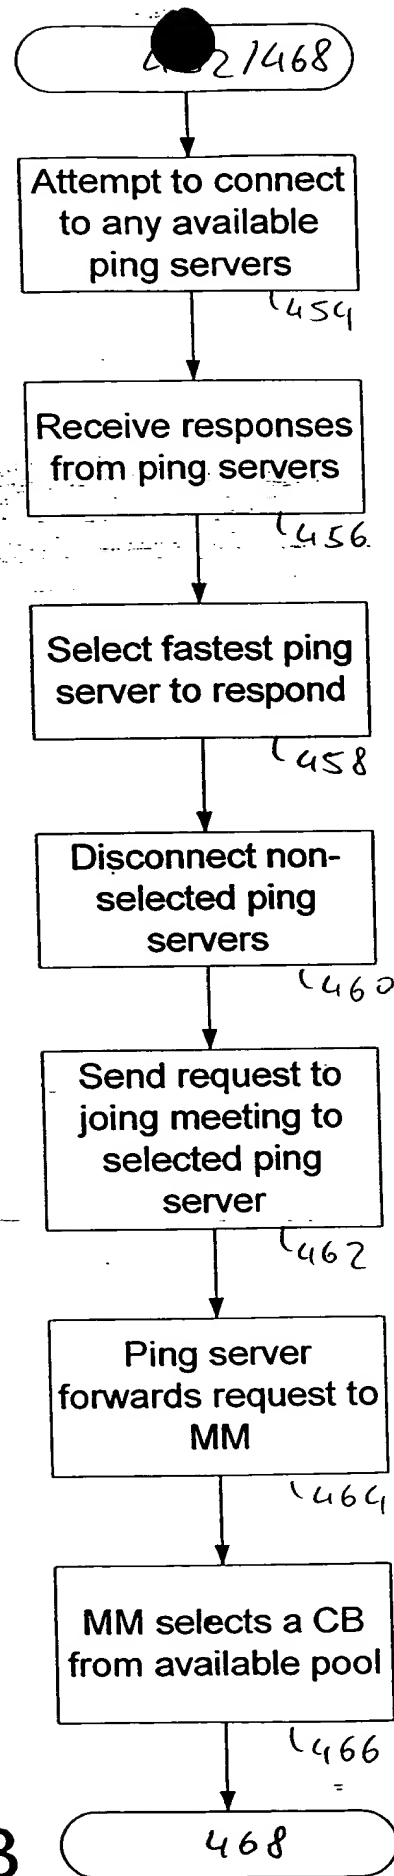 2/468
Attempt to connect
to any available
ping servers
454
Receive responses
from ping servers
456
Select fastest ping
server to respond
458
Disconnect non-
selected ping
servers
460
Send request to
joing meeting to
selected ping
server
462
Ping server
forwards request to
MM
464
MM selects a CB
from available pool
466
468